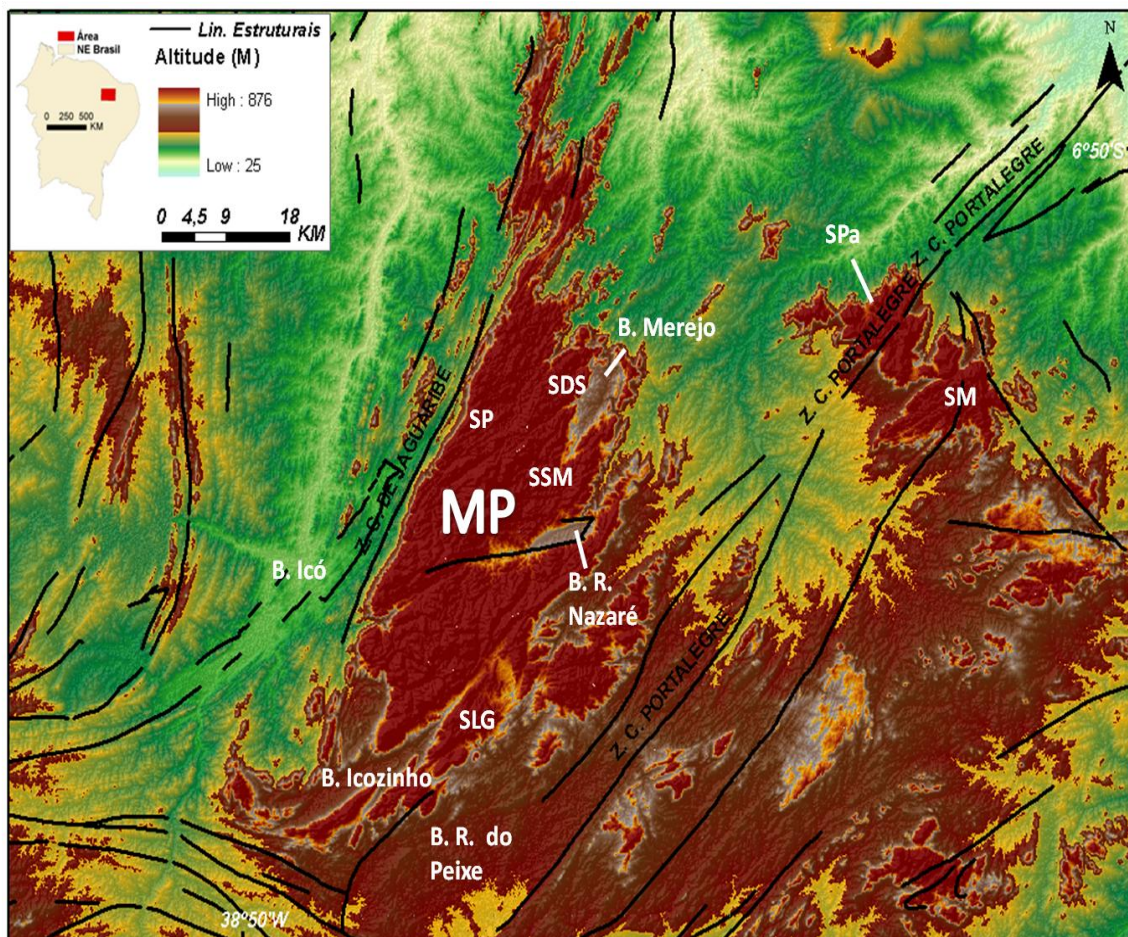 Área
NE Brasil
0 250 500
KM
Lin. Estruturais
Altitude (M)
High : 876
Low : 25
0 4,5 9 18
KM
N
6º50'S
Z. C. PORTALEGRE
Z. C. PORTALEGRE
Z. C. PORTALEGRE
SPa
B. Merejo
SDS
SP
SM
Z. C. DE JAGUARIBE
SSM
MP
B. Icó
B. R.
Nazaré
Z. C. PORTALEGRE
SLG
B. Icozinho
B. R. do
Peixe
38º50'W